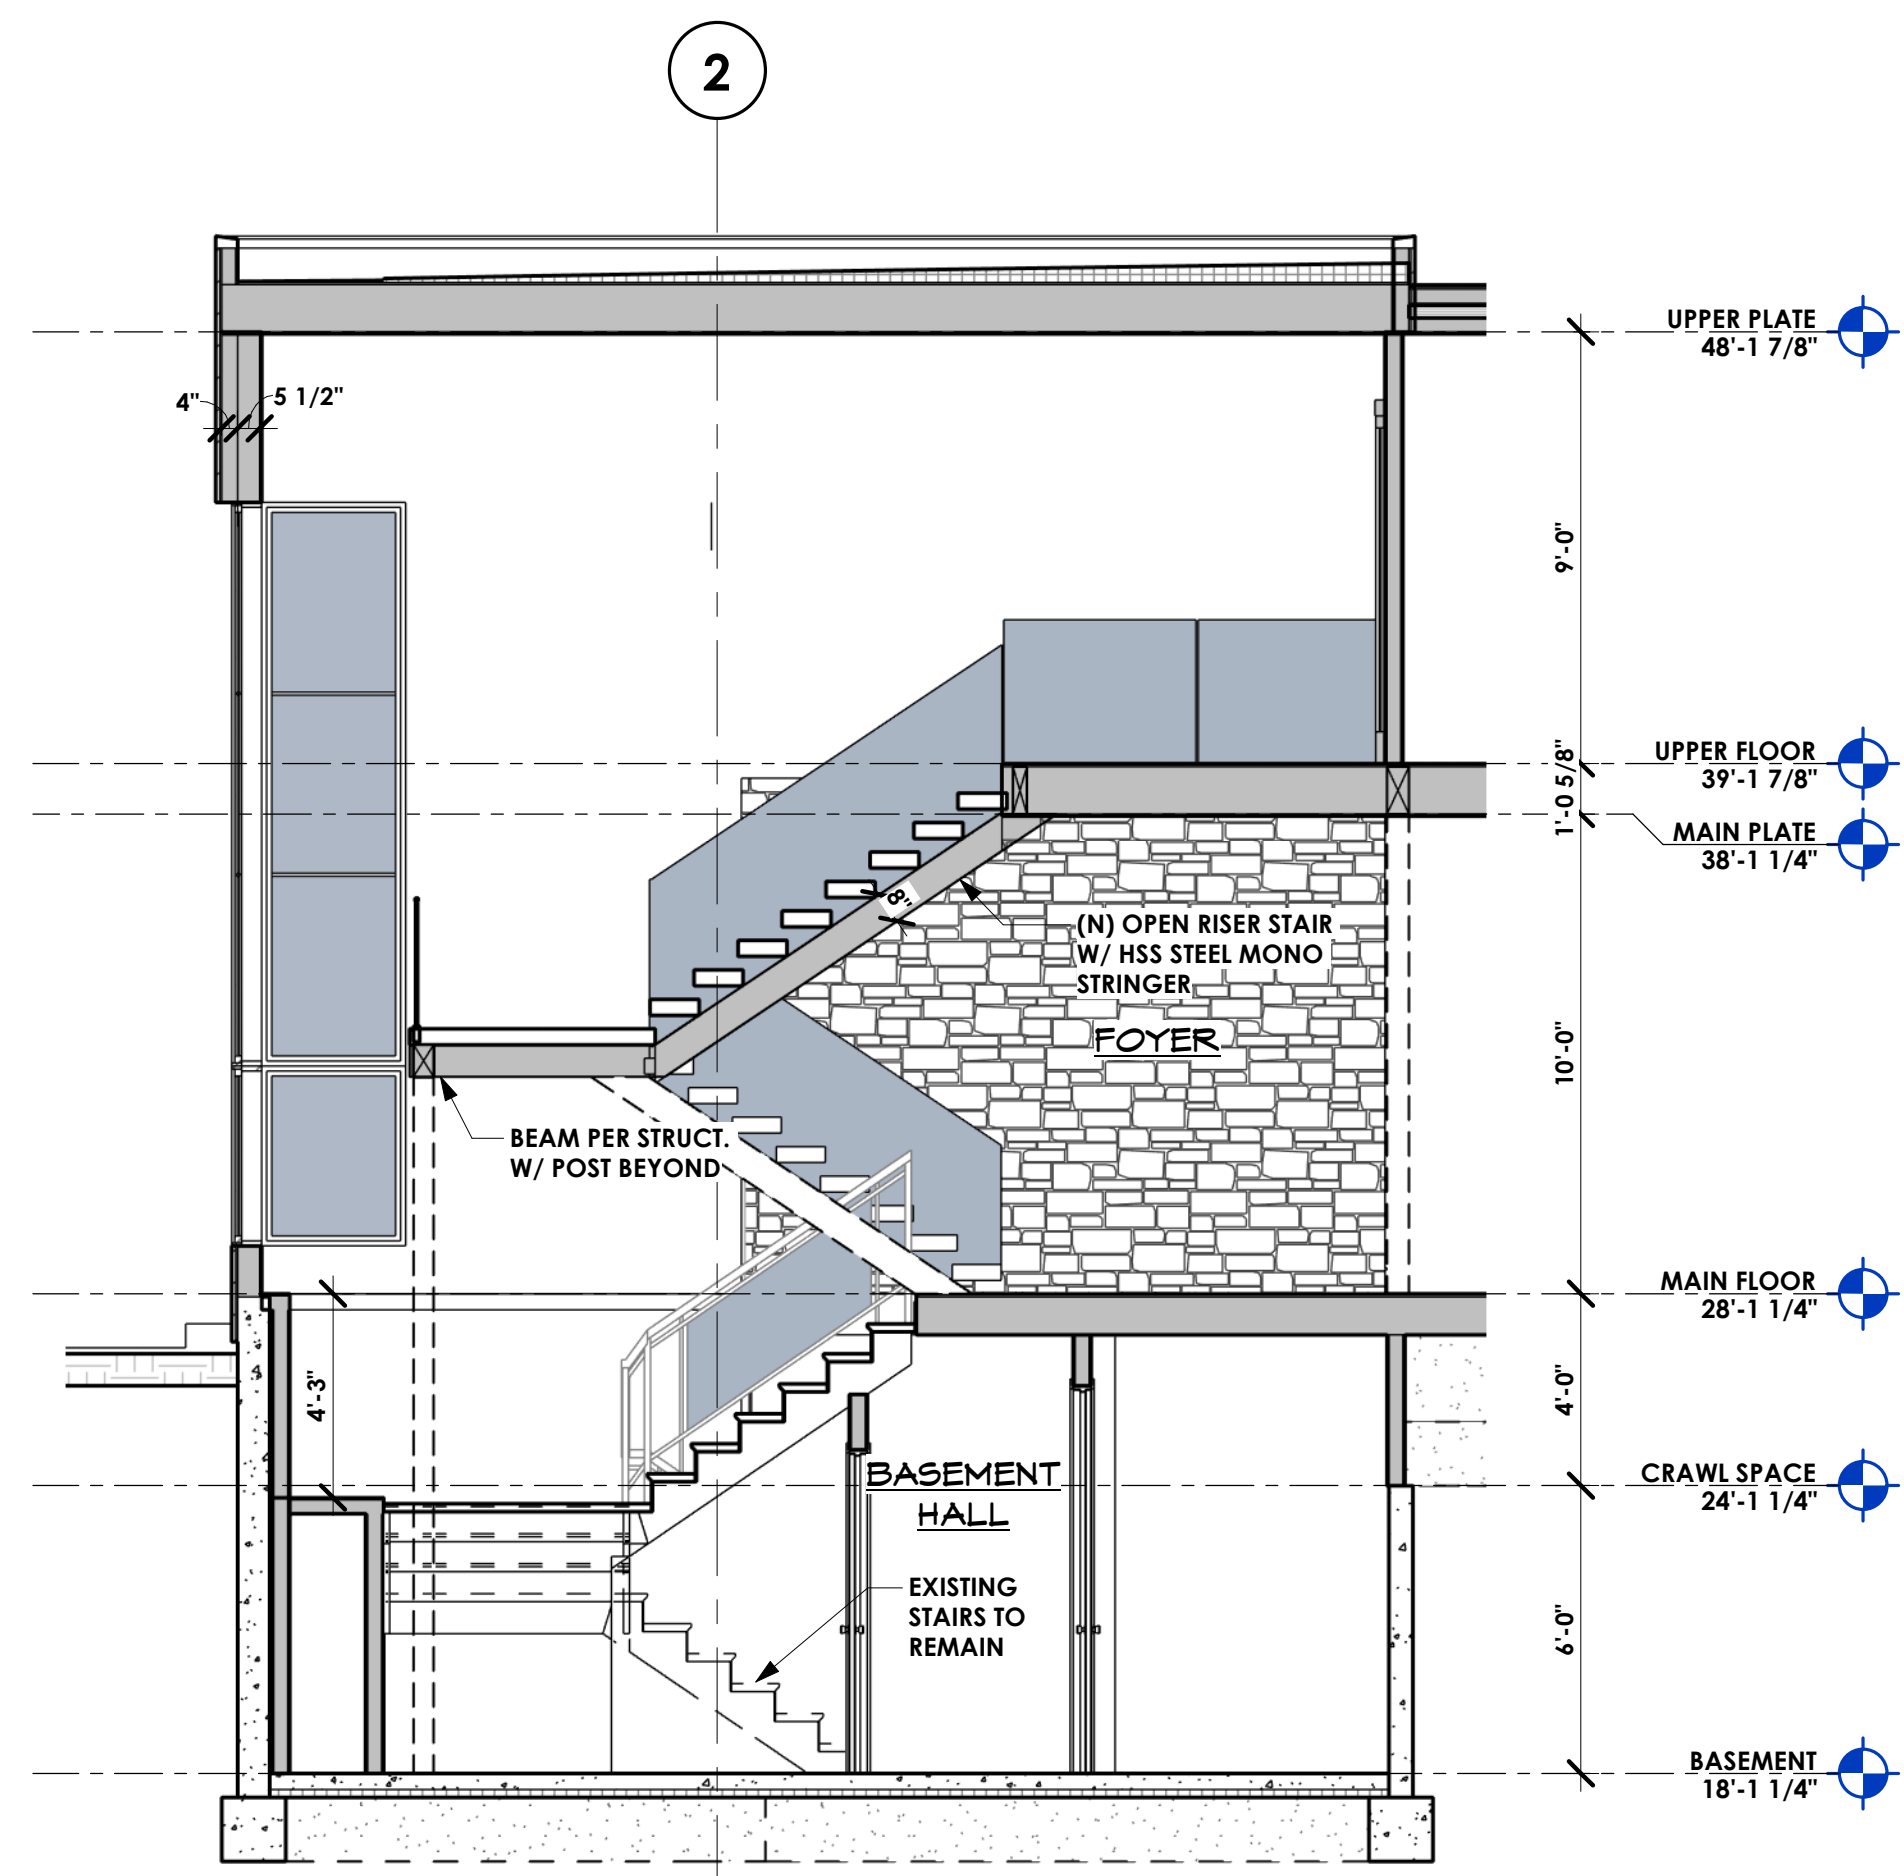 2
UPPER PLATE
48'-1 7/8"
4"
5 1/2"
9'-0"
UPPER FLOOR
39'-1 7/8"
1'-0 5/8"
MAIN PLATE
38'-1 1/4"
8"
(N) OPEN RISER STAIR
W/ HSS STEEL MONO
STRINGER
FOYER
10'-0"
BEAM PER STRUCT.
W/ POST BEYOND
MAIN FLOOR
28'-1 1/4"
4'-3"
4'-0"
BASEMENT
HALL
CRAWL SPACE
24'-1 1/4"
EXISTING
STAIRS TO
REMAIN
6'-0"
BASEMENT
18'-1 1/4"